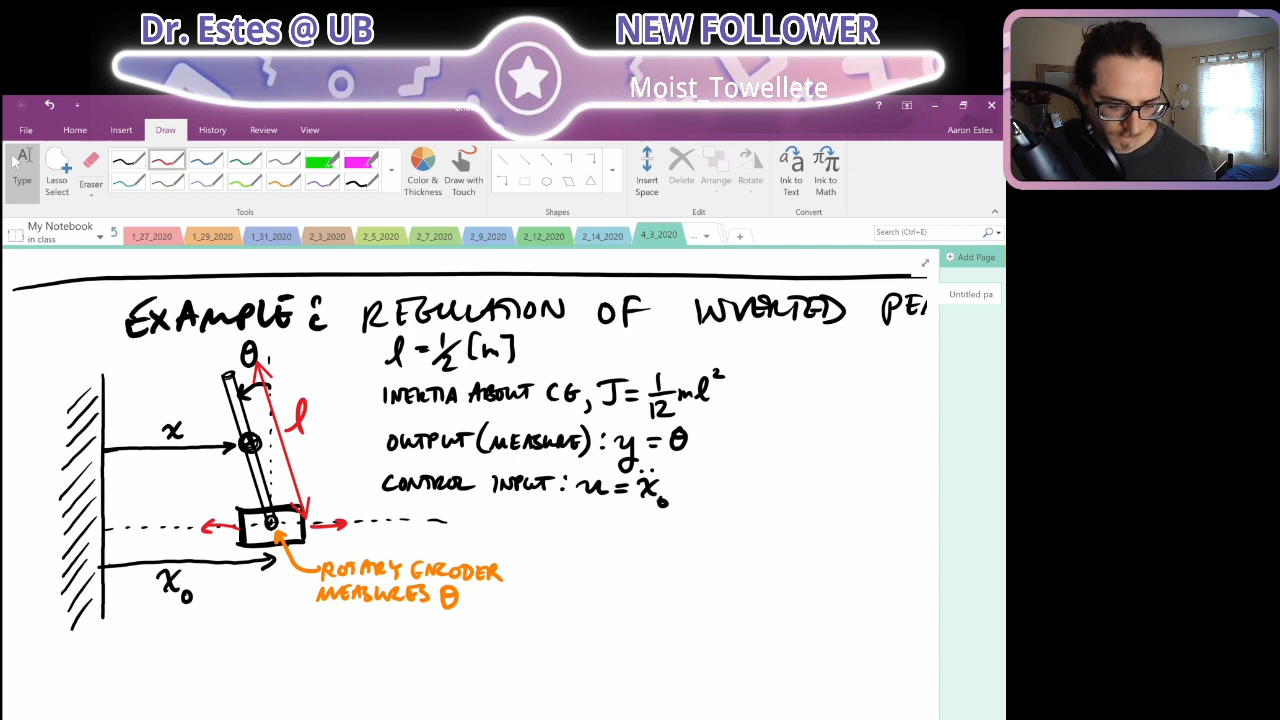 Dr. Estes @ UB
NEW FOLLOWER
Moist_Towellete
?
File
Home
Insert
Draw
History
Review
View
Aaron Estes
Type
Lasso
Select
Eraser
Color &
Thickness
Draw with
Touch
Insert
Space
Delete
Arrange
Rotate
Ink to
Text
Ink to
Math
Tools
Shapes
Edit
Convert
My Notebook
in class
1_27_2020
1_29_2020
1_31_2020
2_3_2020
2_5_2020
2_7_2020
2_9_2020
2_12_2020
2_14_2020
4_3_2020
...
Search (Ctrl+E)
Add Page
Untitled pa
EXAMPLE: REGULATION OF INVERTED PE
l = 1/2 [m]
INERTIA ABOUT CG, J = 1/12 ml²
OUTPUT (MEASURE): y = θ
CONTROL INPUT: u = ẍ₀
θ
l
x
x₀
ROTARY ENCODER
MEASURES θ